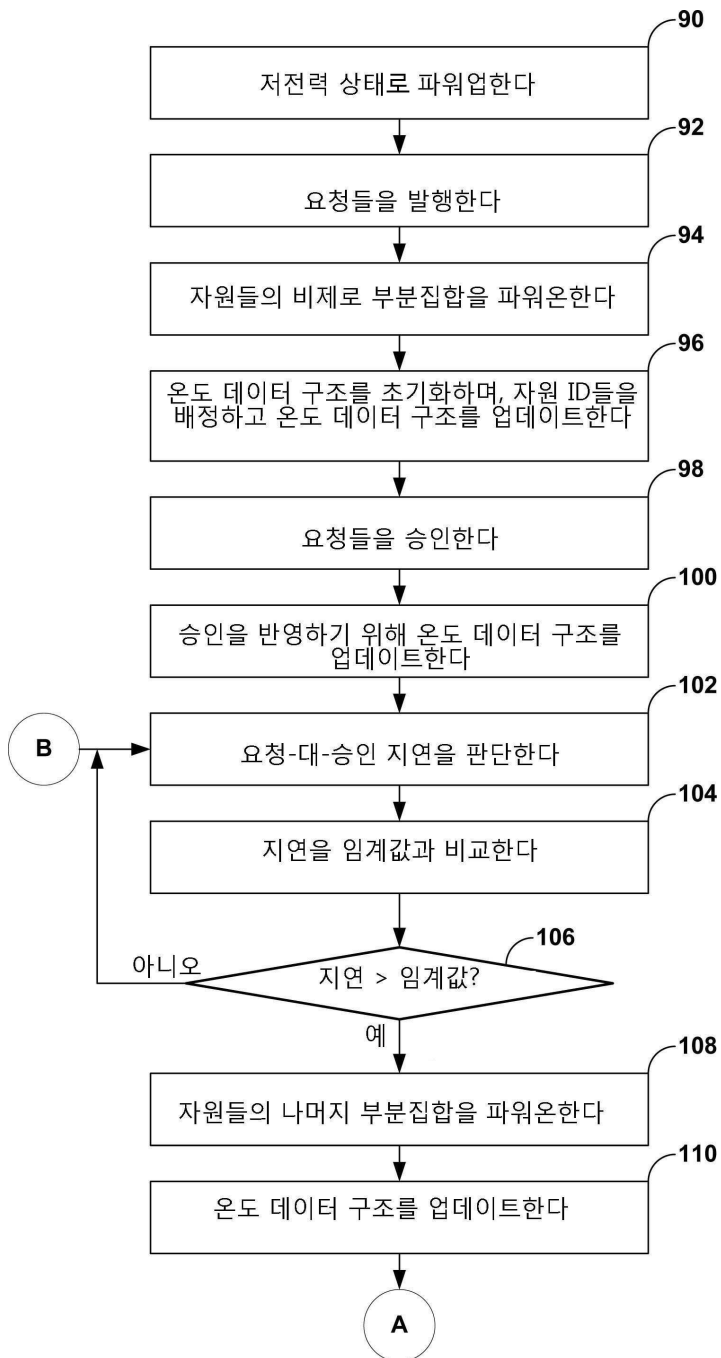 90
저전력 상태로 파워업한다
92
요청들을 발행한다
94
자원들의 비제로 부분집합을 파워온한다
96
온도 데이터 구조를 초기화하며, 자원 ID들을
배정하고 온도 데이터 구조를 업데이트한다
98
요청들을 승인한다
100
승인을 반영하기 위해 온도 데이터 구조를
업데이트한다
102
B
요청-대-승인 지연을 판단한다
104
지연을 임계값과 비교한다
106
아니오
지연 > 임계값?
예
108
자원들의 나머지 부분집합을 파워온한다
110
온도 데이터 구조를 업데이트한다
A